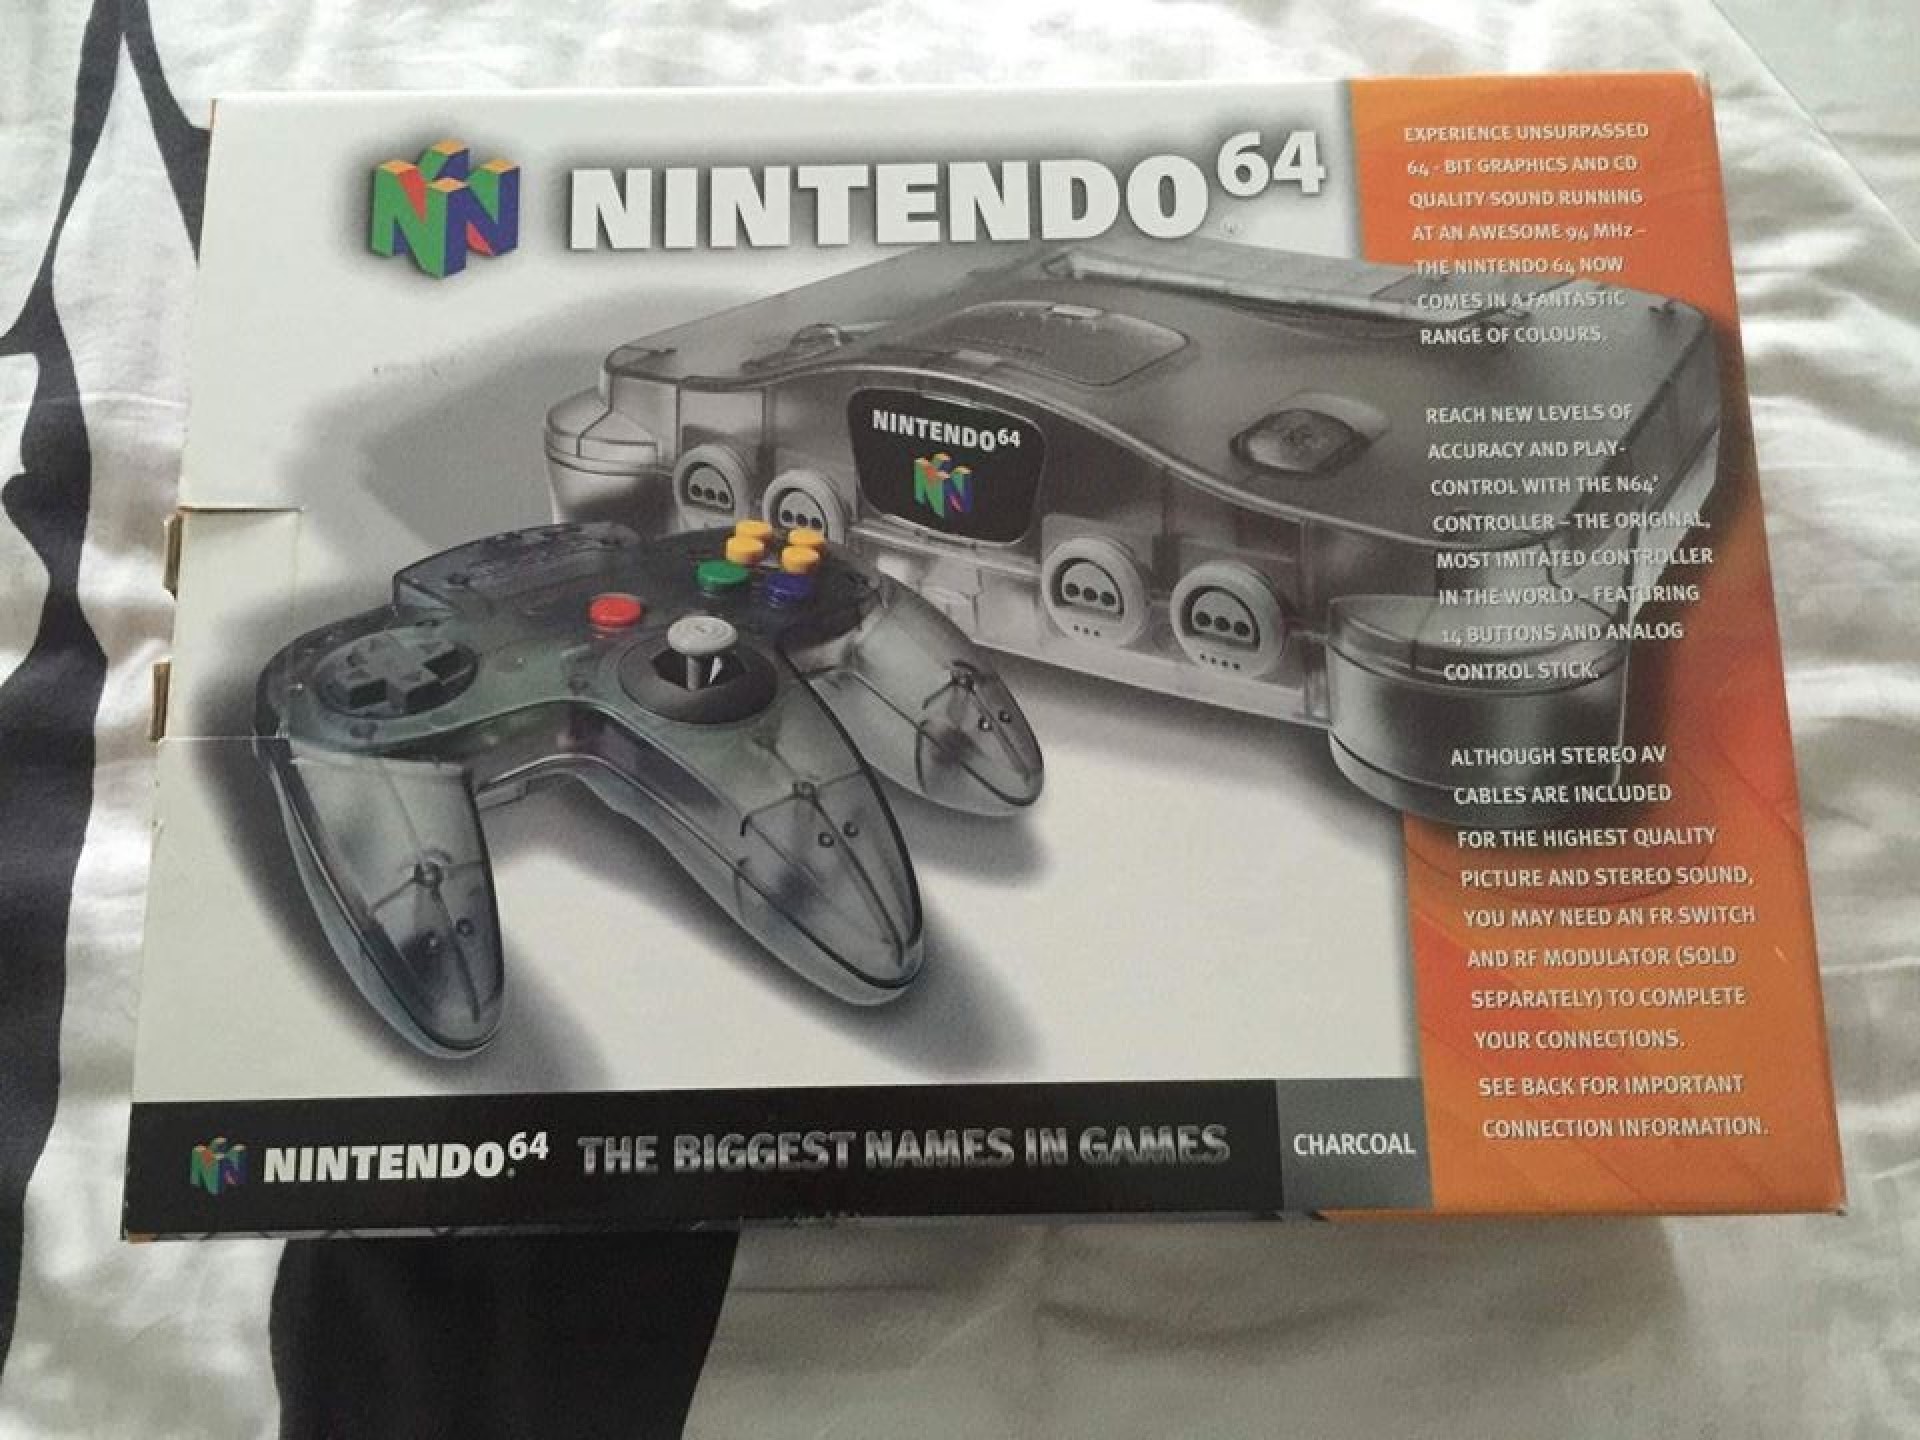 NINTENDO64
EXPERIENCE UNSURPASSED
64 - BIT GRAPHICS AND CD
QUALITY SOUND RUNNING
AT AN AWESOME 94 MHz –
THE NINTENDO 64 NOW
COMES IN A FANTASTIC
RANGE OF COLOURS.
NINTENDO64
REACH NEW LEVELS OF
ACCURACY AND PLAY-
CONTROL WITH THE N64'
CONTROLLER – THE ORIGINAL,
MOST IMITATED CONTROLLER
IN THE WORLD – FEATURING
14 BUTTONS AND ANALOG
CONTROL STICK.
ALTHOUGH STEREO AV
CABLES ARE INCLUDED
FOR THE HIGHEST QUALITY
PICTURE AND STEREO SOUND,
YOU MAY NEED AN FR SWITCH
AND RF MODULATOR (SOLD
SEPARATELY) TO COMPLETE
YOUR CONNECTIONS.
SEE BACK FOR IMPORTANT
CONNECTION INFORMATION.
NINTENDO64 THE BIGGEST NAMES IN GAMES CHARCOAL